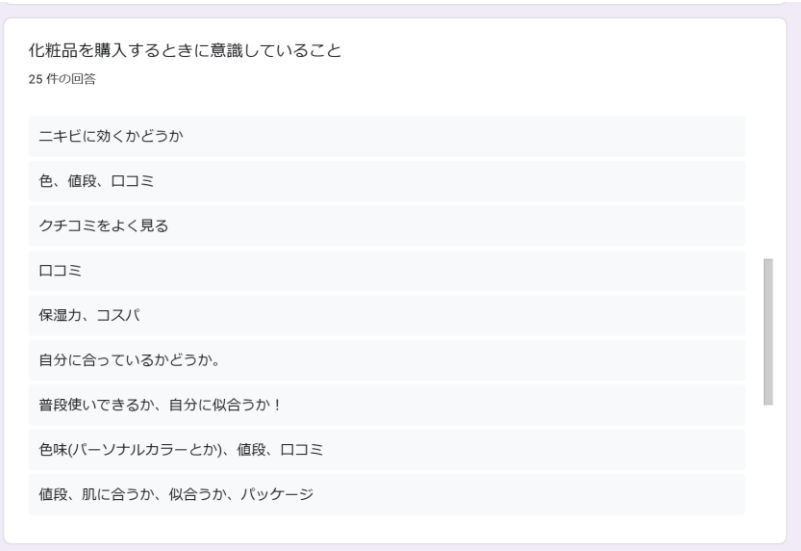 化粧品を購入するときに意識していること
25 件の回答
ニキビに効くかどうか
色、値段、口コミ
クチコミをよく見る
口コミ
保湿力、コスパ
自分に合っているかどうか。
普段使いできるか、自分に似合うか！
色味(パーソナルカラーとか)、値段、口コミ
値段、肌に合うか、似合うか、パッケージ